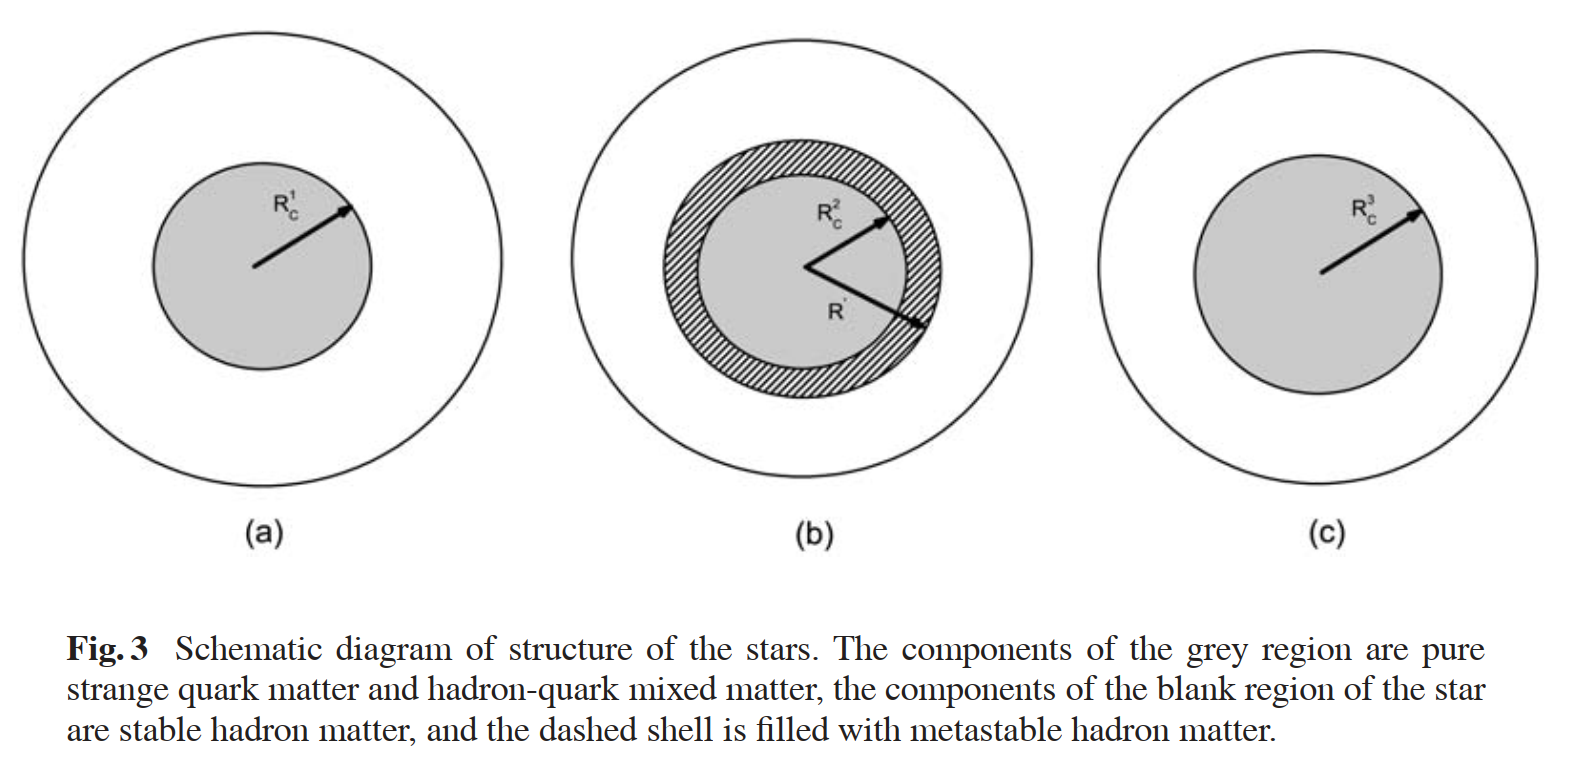 R¹c
R²c
R'
R³c
(a)
(b)
(c)
Fig. 3 Schematic diagram of structure of the stars. The components of the grey region are pure
strange quark matter and hadron-quark mixed matter, the components of the blank region of the star
are stable hadron matter, and the dashed shell is filled with metastable hadron matter.